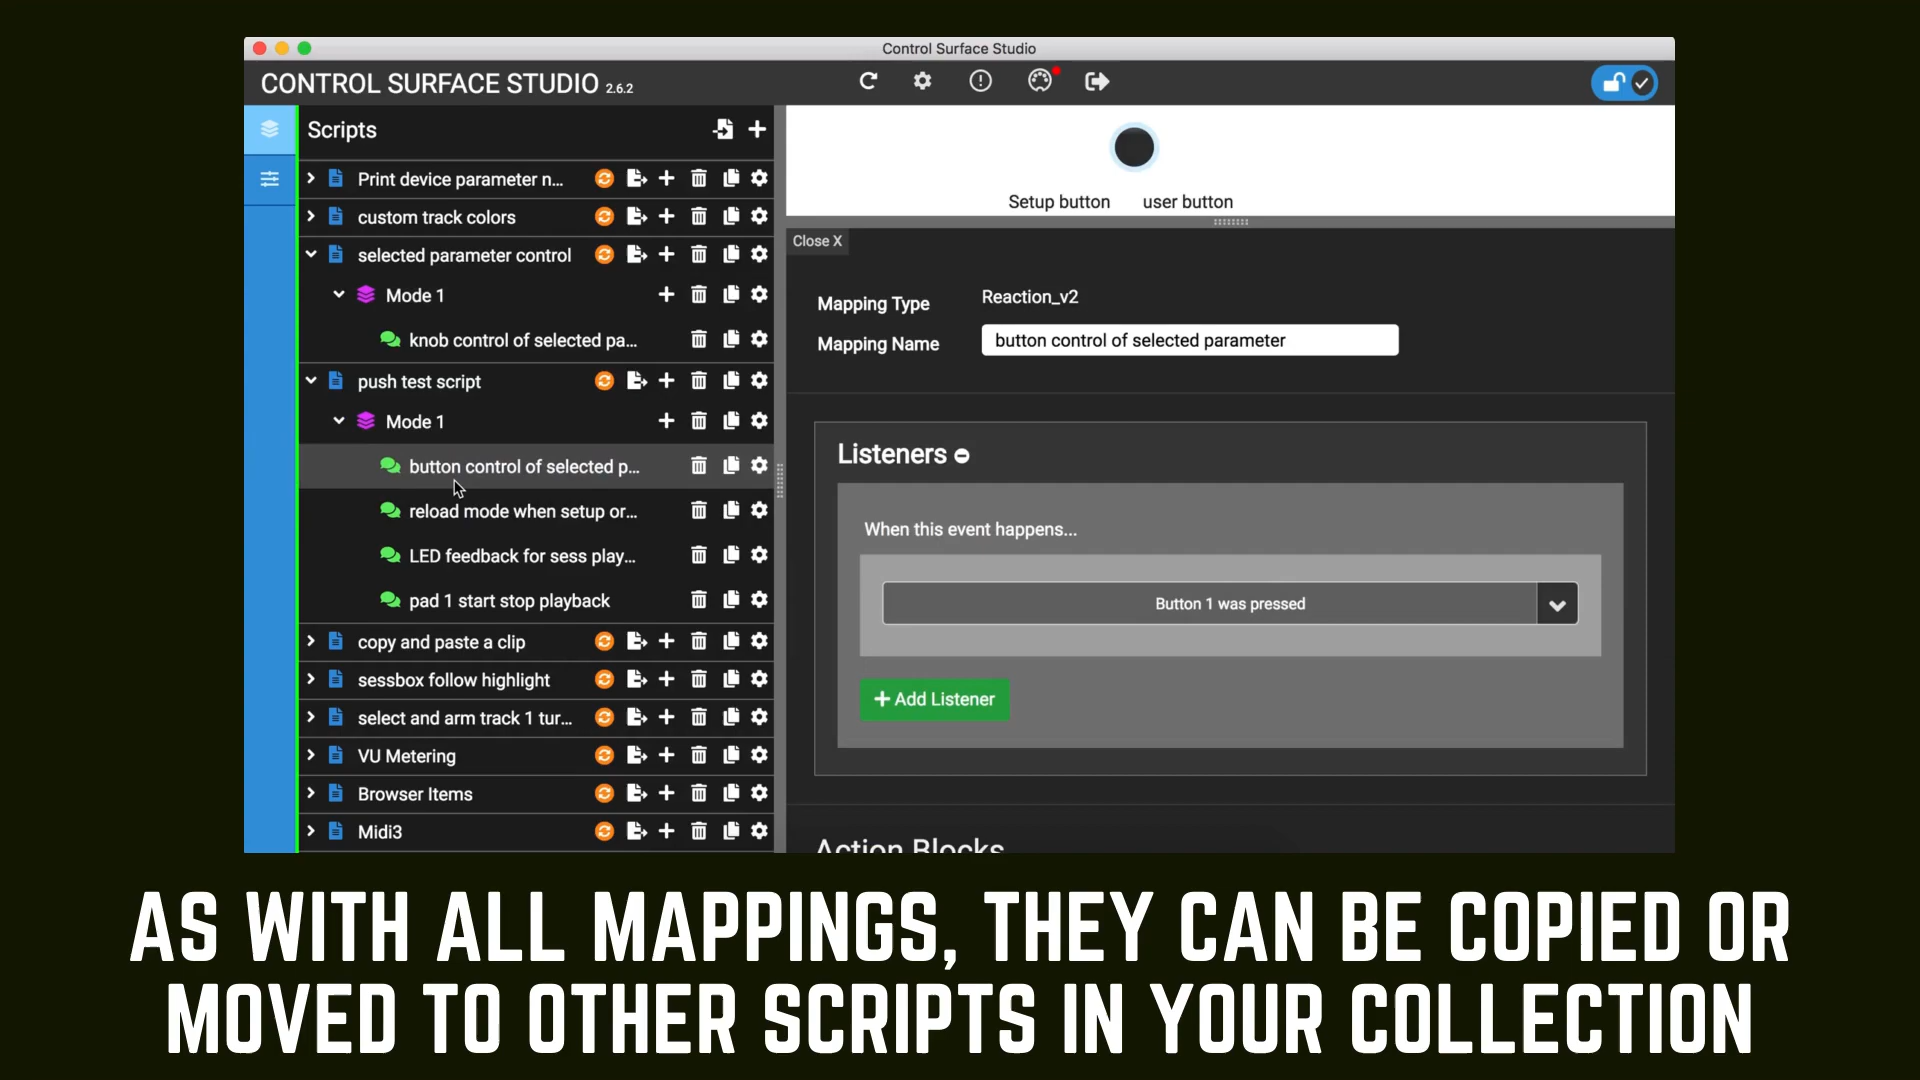 Control Surface Studio
CONTROL SURFACE STUDIO 2.6.2
Scripts
Print device parameter n...
custom track colors
selected parameter control
Mode 1
knob control of selected pa...
push test script
Mode 1
button control of selected p...
reload mode when setup or...
LED feedback for sess play...
pad 1 start stop playback
copy and paste a clip
sessbox follow highlight
select and arm track 1 tur...
VU Metering
Browser Items
Midi3
Setup button
user button
Close X
Mapping Type
Reaction_v2
Mapping Name
button control of selected parameter
Listeners
When this event happens...
Button 1 was pressed
Add Listener
Action Blocks
AS WITH ALL MAPPINGS, THEY CAN BE COPIED OR
MOVED TO OTHER SCRIPTS IN YOUR COLLECTION